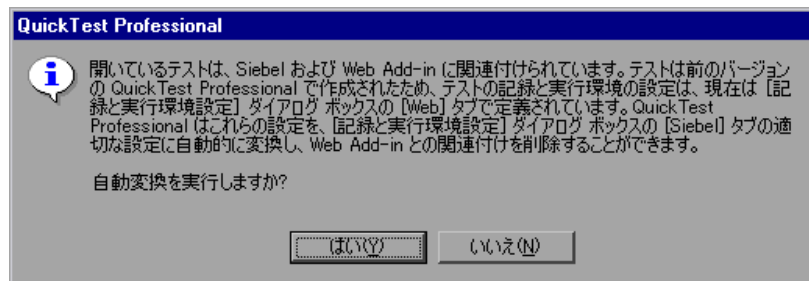 QuickTest Professional
開いているテストは、Siebel および Web Add-in に関連付けられています。テストは前のバージョン
の QuickTest Professional で作成されたため、テストの記録と実行環境の設定は、現在は [記
録と実行環境設定] ダイアログ ボックスの [Web] タブで定義されています。QuickTest
Professional はこれらの設定を、[記録と実行環境設定] ダイアログ ボックスの [Siebel] タブの適
切な設定に自動的に変換し、Web Add-in との関連付けを削除することができます。
自動変換を実行しますか?
はい(Y)
いいえ(N)